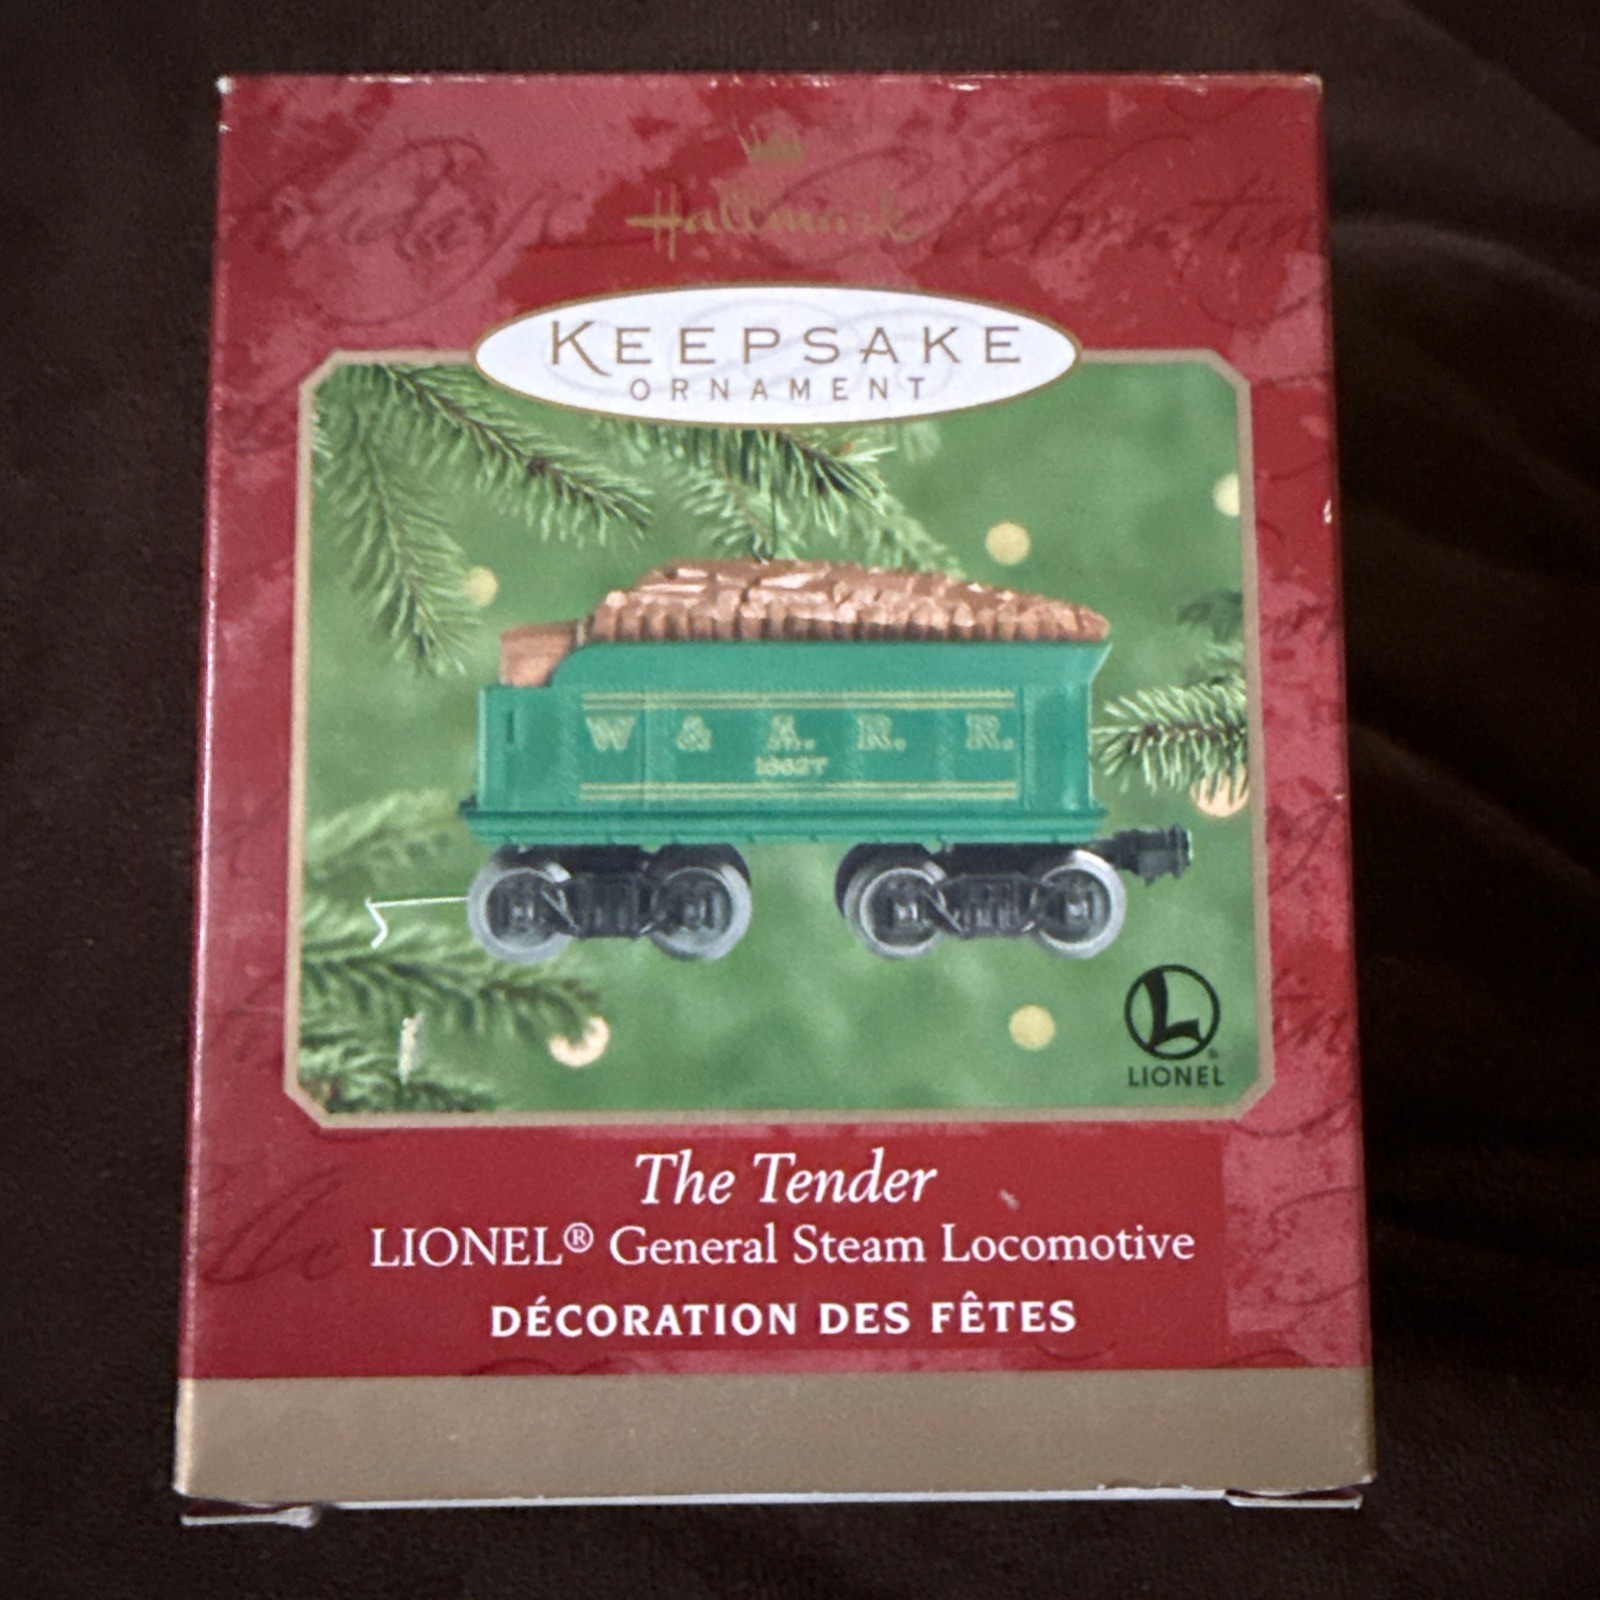 Hallmark
KEEPSAKE
ORNAMENT
W & A. R. R.
1862T
L
LIONEL
The Tender
LIONEL® General Steam Locomotive
DÉCORATION DES FÊTES